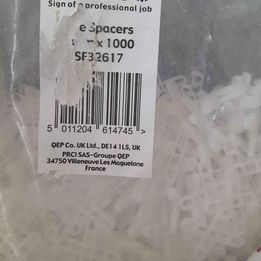 Sign of a professional job
e Spacers
x 1000
SF32617
5 011204 614745 >
QEP Co. UK Ltd., DE14 1LS, UK
PRCI SAS-Groupe QEP
34750 Villeneuve Les Maguelone
France